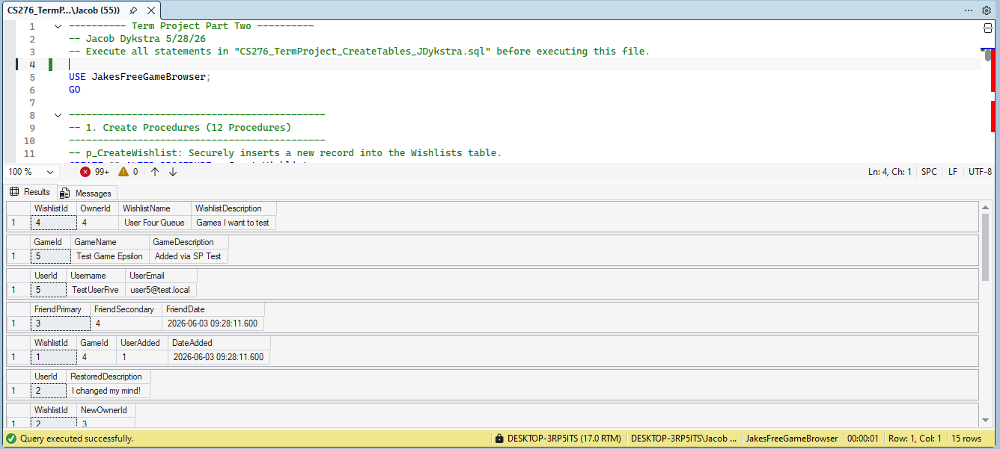 CS276_TermP...\Jacob (55))
1 ---------- Term Project Part Two ----------
2 -- Jacob Dykstra 5/28/26
3 -- Execute all statements in "CS276_TermProject_CreateTables_JDykstra.sql" before executing this file.
4
5 USE JakesFreeGameBrowser;
6 GO
7
8 ---------------------------------------------
9 -- 1. Create Procedures (12 Procedures)
10 ---------------------------------------------
11 -- p_CreateWishlist: Securely inserts a new record into the Wishlists table.
100 % 99+ 0 Ln: 4, Ch: 1 SPC LF UTF-8
Results Messages
WishlistId OwnerId WishlistName WishlistDescription
1 4 4 User Four Queue Games I want to test
GameId GameName GameDescription
1 5 Test Game Epsilon Added via SP Test
UserId Username UserEmail
1 5 TestUserFive user5@test.local
FriendPrimary FriendSecondary FriendDate
1 3 4 2026-06-03 09:28:11.600
WishlistId GameId UserAdded DateAdded
1 1 4 1 2026-06-03 09:28:11.600
UserId RestoredDescription
1 2 I changed my mind!
WishlistId NewOwnerId
1 2 3
Query executed successfully. DESKTOP-3RP5ITS (17.0 RTM) DESKTOP-3RP5ITS\Jacob ... JakesFreeGameBrowser 00:00:01 Row: 1, Col: 1 15 rows